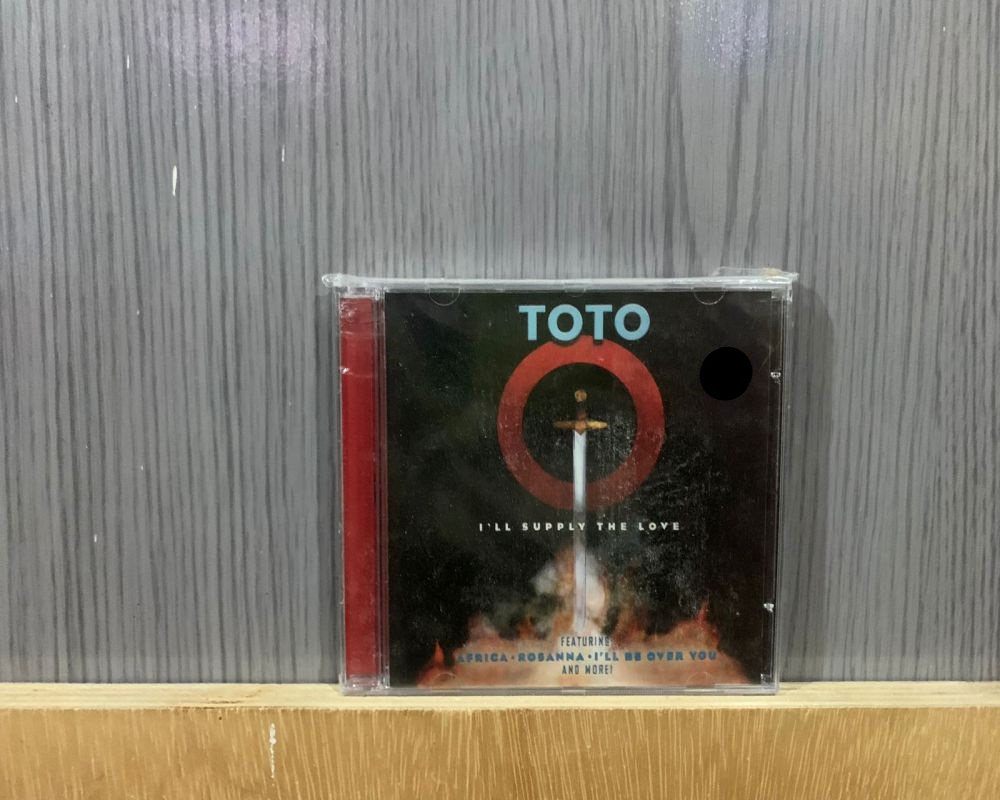 TOTO
I'LL SUPPLY THE LOVE
FEATURING
AFRICA • ROSANNA • I'LL BE OVER YOU
AND MORE!